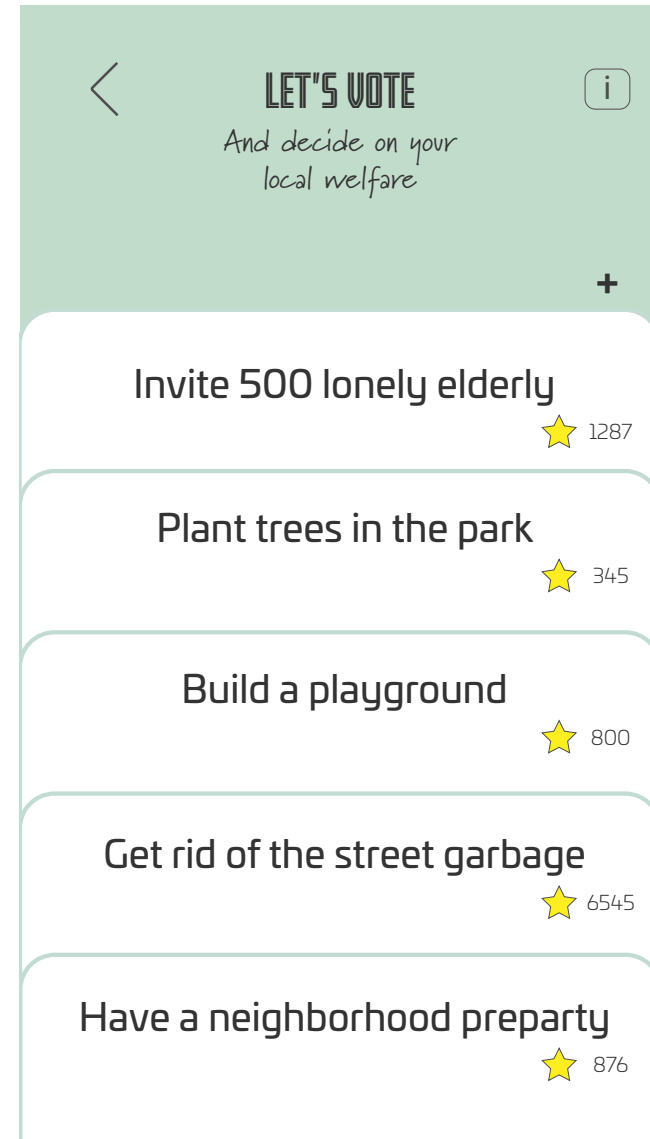 LET'S VOTE
i
And decide on your
local welfare
+
Invite 500 lonely elderly
1287
Plant trees in the park
345
Build a playground
800
Get rid of the street garbage
6545
Have a neighborhood preparty
876